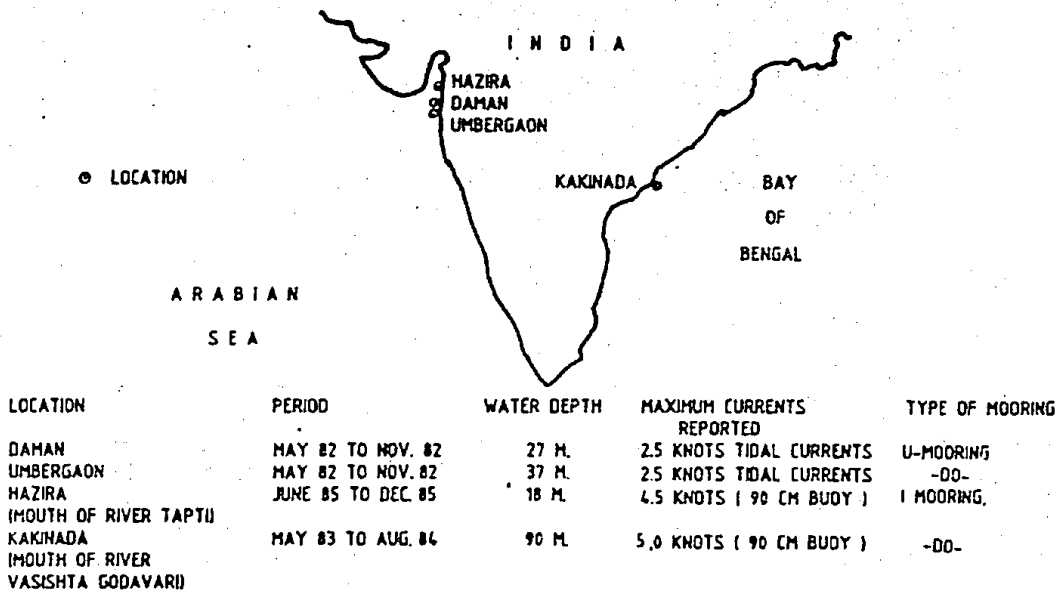 INDIA
HAZIRA
DAMAN
UMBERGAON
LOCATION
KAKINADA
BAY
OF
BENGAL
ARABIAN
SEA
LOCATION PERIOD WATER DEPTH MAXIMUM CURRENTS REPORTED TYPE OF MOORING
DAMAN MAY 82 TO NOV. 82 27 M. 2.5 KNOTS TIDAL CURRENTS U-MOORING
UMBERGAON MAY 82 TO NOV. 82 37 M. 2.5 KNOTS TIDAL CURRENTS -DO-
HAZIRA JUNE 85 TO DEC. 85 18 M. 4.5 KNOTS ( 90 CM BUOY ) I MOORING.
(MOUTH OF RIVER TAPTI)
KAKINADA MAY 83 TO AUG. 84 90 M. 5.0 KNOTS ( 90 CM BUOY ) -DO-
(MOUTH OF RIVER
VASISHTA GODAVARI)